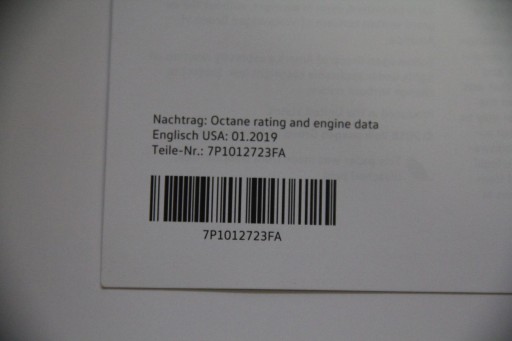 Nachtrag: Octane rating and engine data
Englisch USA: 01.2019
Teile-Nr.: 7P1012723FA
7P1012723FA